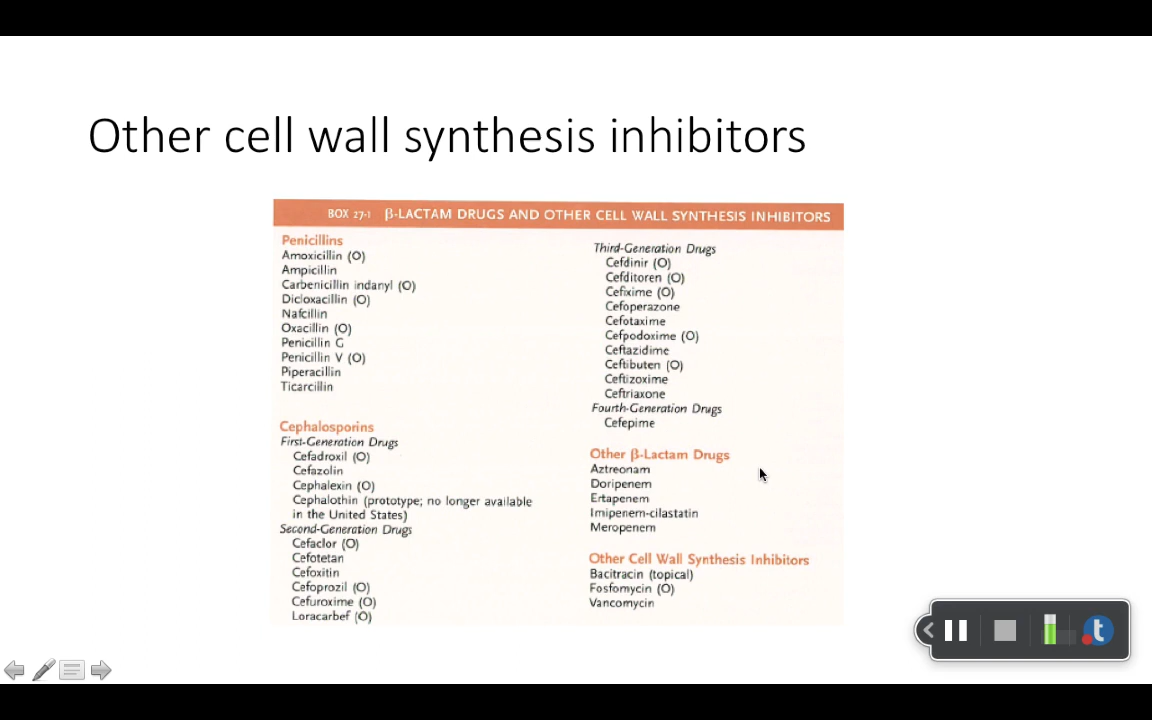 Other cell wall synthesis inhibitors
BOX 27-1 β-LACTAM DRUGS AND OTHER CELL WALL SYNTHESIS INHIBITORS
Penicillins
Amoxicillin (O)
Ampicillin
Carbenicillin indanyl (O)
Dicloxacillin (O)
Nafcillin
Oxacillin (O)
Penicillin G
Penicillin V (O)
Piperacillin
Ticarcillin
Cephalosporins
First-Generation Drugs
Cefadroxil (O)
Cefazolin
Cephalexin (O)
Cephalothin (prototype; no longer available
in the United States)
Second-Generation Drugs
Cefaclor (O)
Cefotetan
Cefoxitin
Cefoprozil (O)
Cefuroxime (O)
Loracarbef (O)
Third-Generation Drugs
Cefdinir (O)
Cefditoren (O)
Cefixime (O)
Cefoperazone
Cefotaxime
Cefpodoxime (O)
Ceftazidime
Ceftibuten (O)
Ceftizoxime
Ceftriaxone
Fourth-Generation Drugs
Cefepime
Other β-Lactam Drugs
Aztreonam
Doripenem
Ertapenem
Imipenem-cilastatin
Meropenem
Other Cell Wall Synthesis Inhibitors
Bacitracin (topical)
Fosfomycin (O)
Vancomycin
t